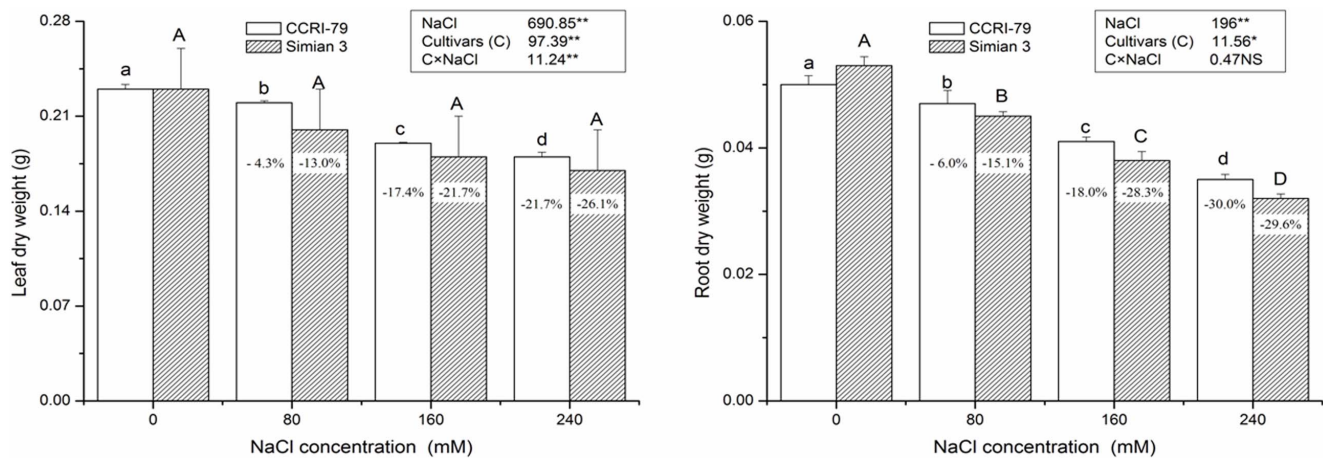 0.28
0.21
0.14
0.07
0.00
Leaf dry weight (g)
CCRI-79
Simian 3
NaCl 690.85**
Cultivars (C) 97.39**
C×NaCl 11.24**
a A
b A
c A
d A
- 4.3% -13.0%
-17.4% -21.7%
-21.7% -26.1%
0 80 160 240
NaCl concentration (mM)
0.06
0.04
0.02
0.00
Root dry weight (g)
CCRI-79
Simian 3
NaCl 196**
Cultivars (C) 11.56*
C×NaCl 0.47NS
a A
b B
c C
d D
- 6.0% -15.1%
-18.0% -28.3%
-30.0% -29.6%
0 80 160 240
NaCl concentration (mM)